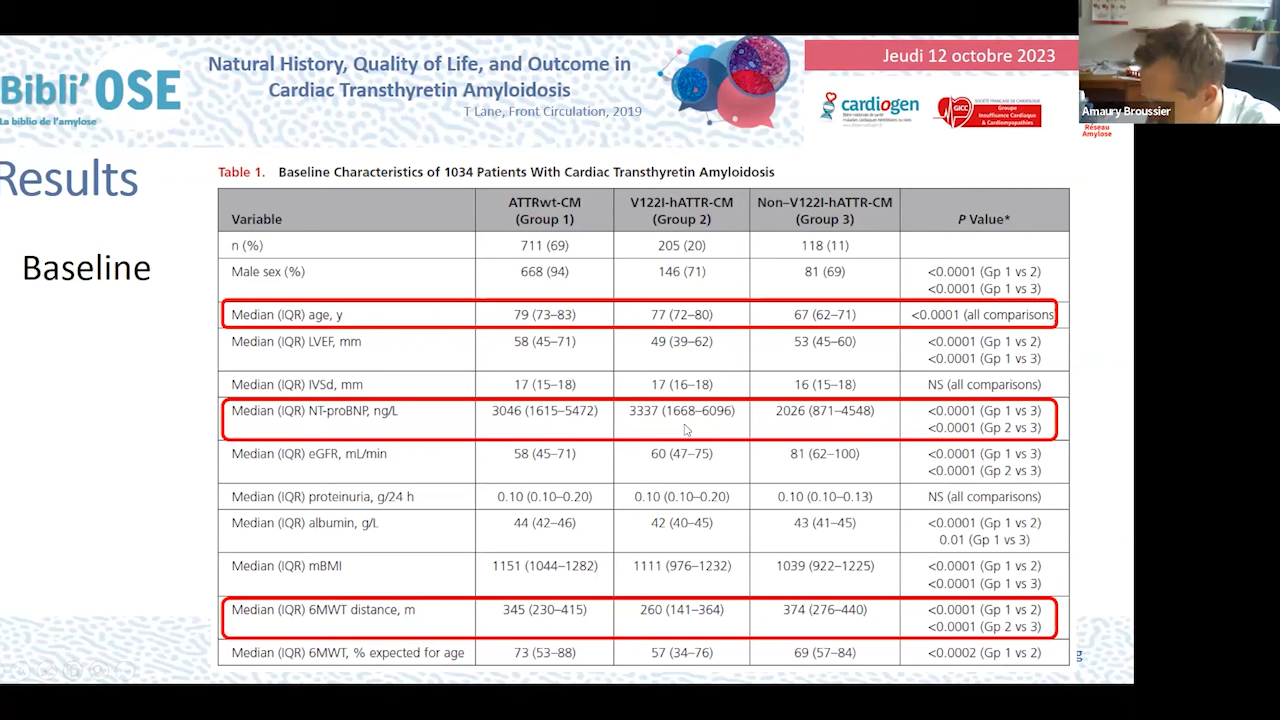 Natural History, Quality of Life, and Outcome in
Cardiac Transthyretin Amyloidosis
T Lane, Front Circulation, 2019
Bibli'OSE
La biblio de l'amylose
Jeudi 12 octobre 2023
cardiogen
GICC
SOCIÉTÉ FRANÇAISE DE CARDIOLOGIE
Groupe
Insuffisance Cardiaque
& Cardiomyopathies
Amaury Broussier
Réseau
Amylose
Results
Baseline
Table 1. Baseline Characteristics of 1034 Patients With Cardiac Transthyretin Amyloidosis
Variable ATTRwt-CM (Group 1) V122I-hATTR-CM (Group 2) Non–V122I-hATTR-CM (Group 3) P Value*
n (%) 711 (69) 205 (20) 118 (11)
Male sex (%) 668 (94) 146 (71) 81 (69) <0.0001 (Gp 1 vs 2)
<0.0001 (Gp 1 vs 3)
Median (IQR) age, y 79 (73–83) 77 (72–80) 67 (62–71) <0.0001 (all comparisons
Median (IQR) LVEF, mm 58 (45–71) 49 (39–62) 53 (45–60) <0.0001 (Gp 1 vs 2)
<0.0001 (Gp 1 vs 3)
Median (IQR) IVSd, mm 17 (15–18) 17 (16–18) 16 (15–18) NS (all comparisons)
Median (IQR) NT-proBNP, ng/L 3046 (1615–5472) 3337 (1668–6096) 2026 (871–4548) <0.0001 (Gp 1 vs 3)
<0.0001 (Gp 2 vs 3)
Median (IQR) eGFR, mL/min 58 (45–71) 60 (47–75) 81 (62–100) <0.0001 (Gp 1 vs 3)
<0.0001 (Gp 2 vs 3)
Median (IQR) proteinuria, g/24 h 0.10 (0.10–0.20) 0.10 (0.10–0.20) 0.10 (0.10–0.13) NS (all comparisons)
Median (IQR) albumin, g/L 44 (42–46) 42 (40–45) 43 (41–45) <0.0001 (Gp 1 vs 2)
0.01 (Gp 1 vs 3)
Median (IQR) mBMI 1151 (1044–1282) 1111 (976–1232) 1039 (922–1225) <0.0001 (Gp 1 vs 2)
<0.0001 (Gp 1 vs 3)
Median (IQR) 6MWT distance, m 345 (230–415) 260 (141–364) 374 (276–440) <0.0001 (Gp 1 vs 2)
<0.0001 (Gp 2 vs 3)
Median (IQR) 6MWT, % expected for age 73 (53–88) 57 (34–76) 69 (57–84) <0.0002 (Gp 1 vs 2)